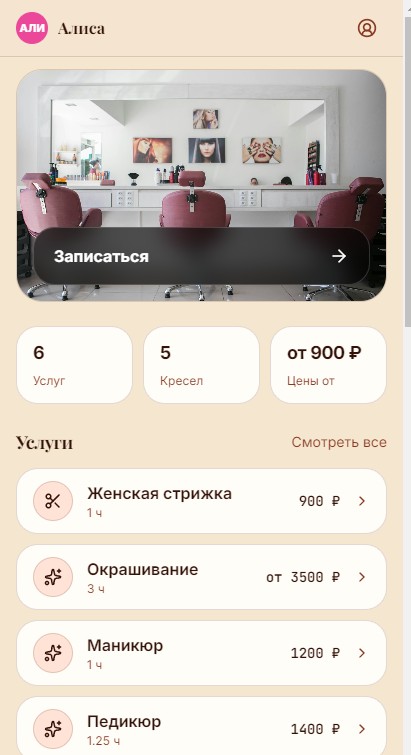 АЛИ
Алиса
Записаться
6
Услуг
5
Кресел
от 900 ₽
Цены от
Услуги
Смотреть все
Женская стрижка
1 ч
900 ₽
Окрашивание
3 ч
от 3500 ₽
Маникюр
1 ч
1200 ₽
Педикюр
1.25 ч
1400 ₽